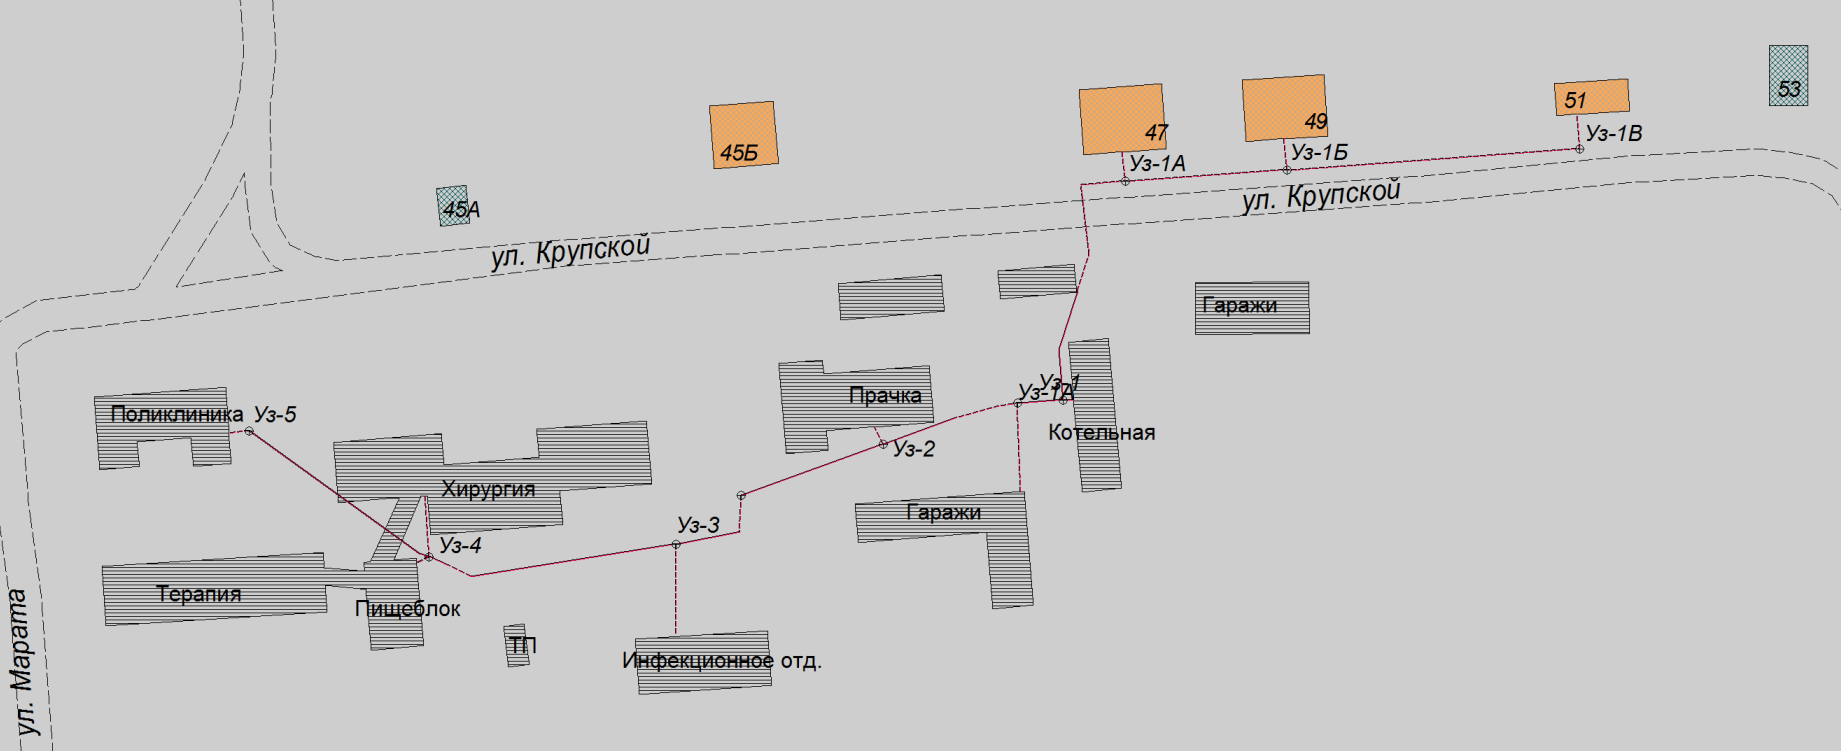 53
51
49
47
45Б
45А
Уз-1В
Уз-1Б
Уз-1А
ул. Крупской
ул. Крупской
Гаражи
Уз-1
Уз-1А
Прачка
Поликлиника
Уз-5
Котельная
Уз-2
Хирургия
Гаражи
Уз-3
Уз-4
Терапия
Пищеблок
ТП
Инфекционное отд.
ул. Марата